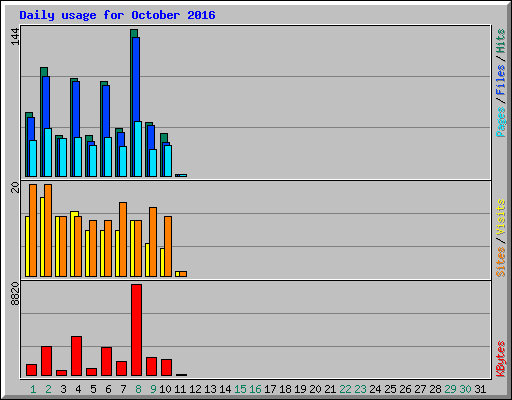 Daily usage for October 2016
144
20
8820
Pages/Files/Hits
Sites/Visits
KBytes
1 2 3 4 5 6 7 8 9 10 11 12 13 14 15 16 17 18 19 20 21 22 23 24 25 26 27 28 29 30 31